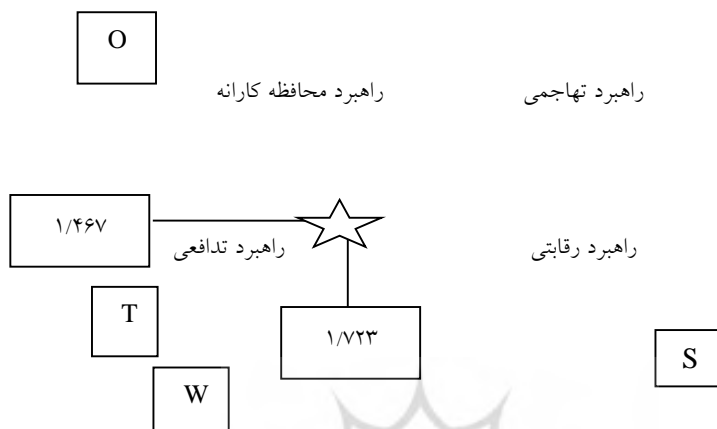 O
راهبرد تهاجمی
راهبرد محافظه کارانه
۱/۴۶۷
راهبرد رقابتی
راهبرد تدافعی
T
۱/۷۲۳
S
W